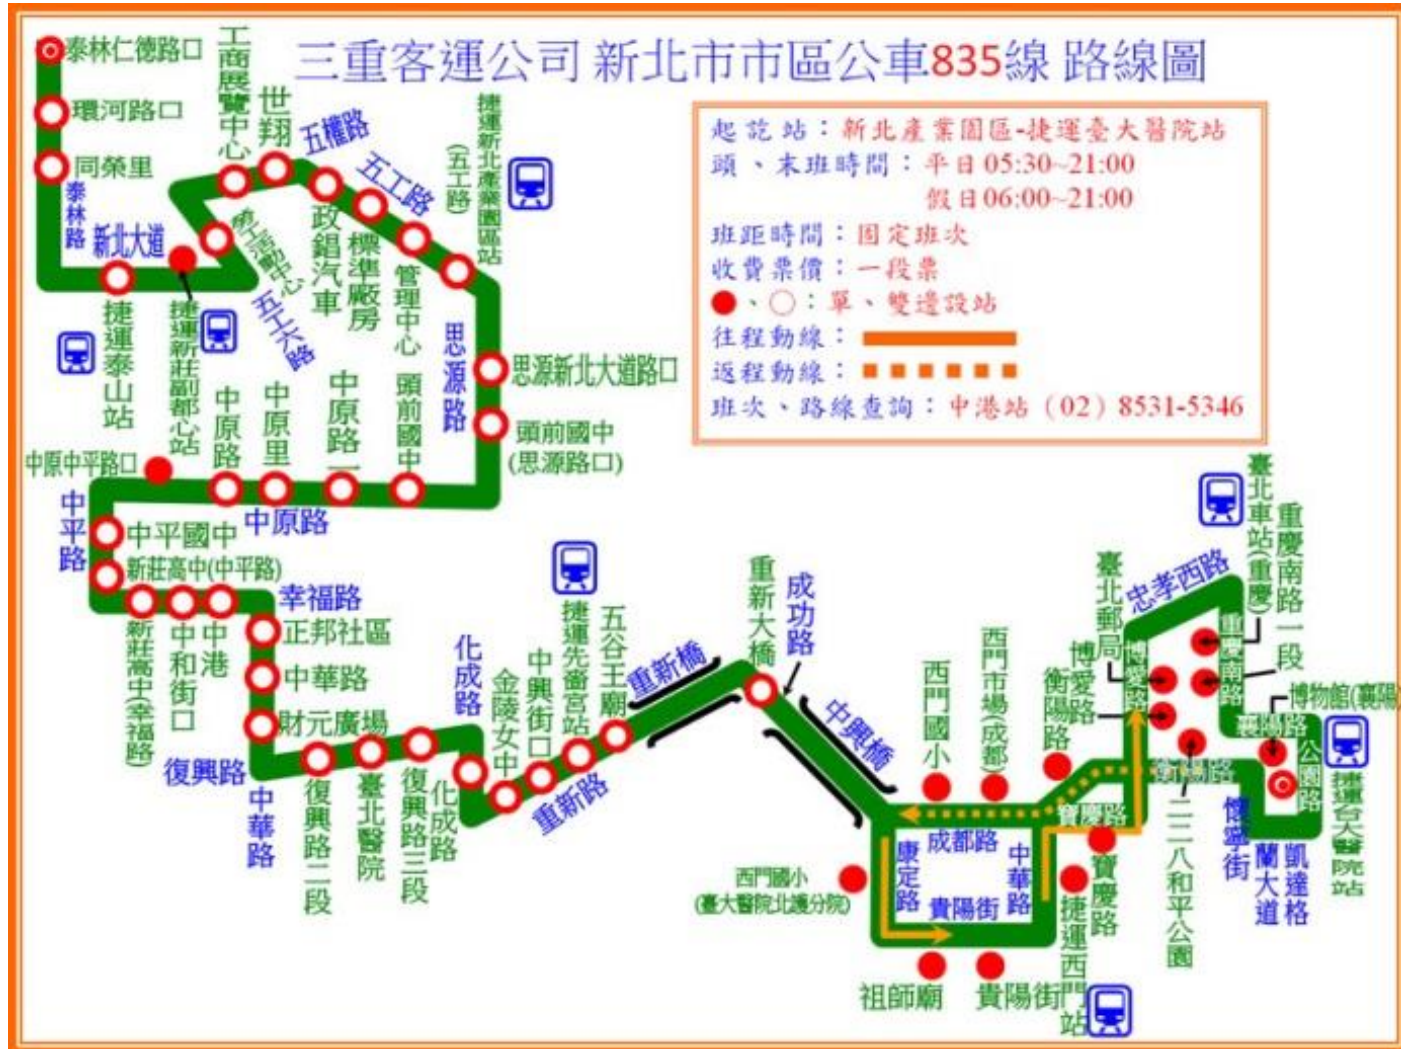 三重客運公司 新北市市區公車835線 路線圖
起訖站：新北產業園區-捷運臺大醫院站
頭、末班時間：平日05:30~21:00
假日06:00~21:00
班距時間：固定班次
收費票價：一段票
●、○：單、雙邊設站
往程動線：
返程動線：
班次、路線查詢：中港站（02）8531-5346
泰林仁德路口
環河路口
同榮里
泰林路
新北大道
捷運泰山站
捷運新莊副都心站
勞工活動中心
五工六路
工商展覽中心
世翔
五權路
政錩汽車
五工路
標準廠房
管理中心
捷運新北產業園區站
(五工路)
思源路
思源新北大道路口
頭前國中
(思源路口)
頭前國中
中原路一
中原里
中原路
中原路
中原中平路口
中平路
中平國中
新莊高中(中平路)
新莊高中(幸福路)
中和街口
中港
幸福路
正邦社區
中華路
財元廣場
中華路
復興路
復興路二段
臺北醫院
復興路三段
化成路
化成路
金陵女中
中興街口
捷運先嗇宮站
五谷王廟
重新路
重新橋
重新大橋
成功路
中興橋
西門國小
西門市場(成都)
衡陽路
博愛路
臺北郵局
博愛路
忠孝西路
臺北車站(重慶)
重慶南路一段
重慶南路
博物館(襄陽)
襄陽路
公園路
捷運台大醫院站
凱達格
蘭大道
懷寧街
衡陽路
二二八和平公園
寶慶路
寶慶路
捷運西門站
中華路
成都路
康定路
貴陽街
西門國小
(臺大醫院北護分院)
祖師廟
貴陽街